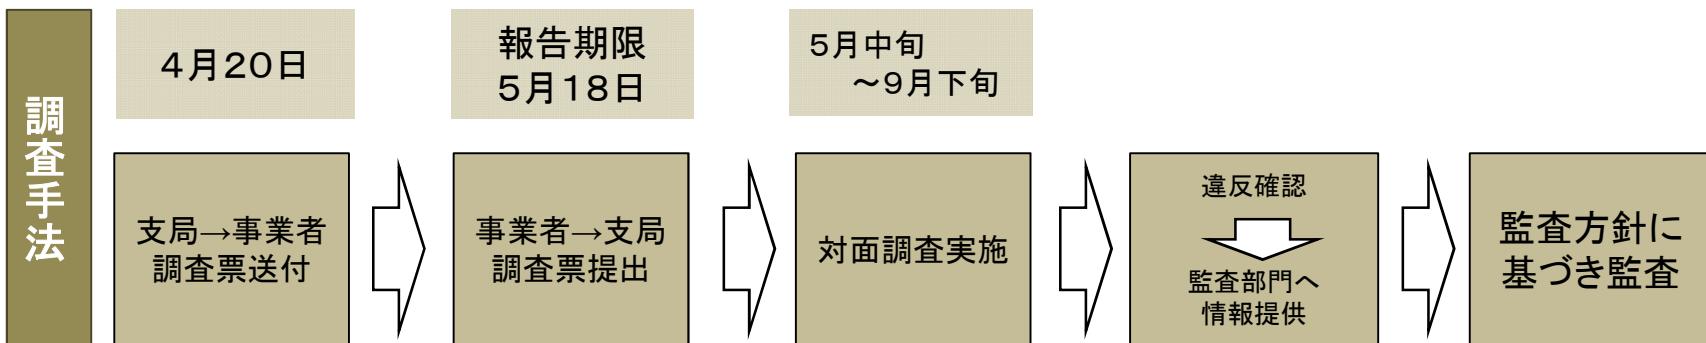 調査手法
４月２０日
報告期限
５月１８日
５月中旬
～９月下旬
支局→事業者
調査票送付
事業者→支局
調査票提出
対面調査実施
違反確認
監査部門へ
情報提供
監査方針に
基づき監査